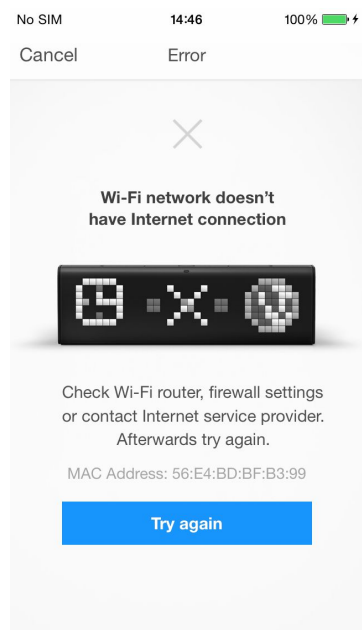 No SIM 14:46 100%
Cancel Error
Wi-Fi network doesn't
have Internet connection
Check Wi-Fi router, firewall settings
or contact Internet service provider.
Afterwards try again.
MAC Address: 56:E4:BD:BF:B3:99
Try again